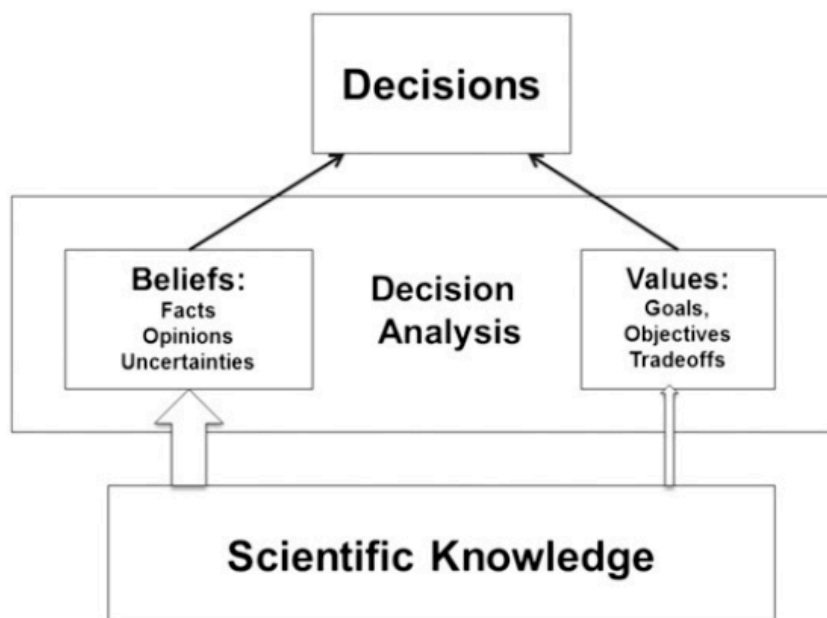 Decisions
Beliefs:
Facts
Opinions
Uncertainties
Decision
Analysis
Values:
Goals,
Objectives
Tradeoffs
Scientific Knowledge